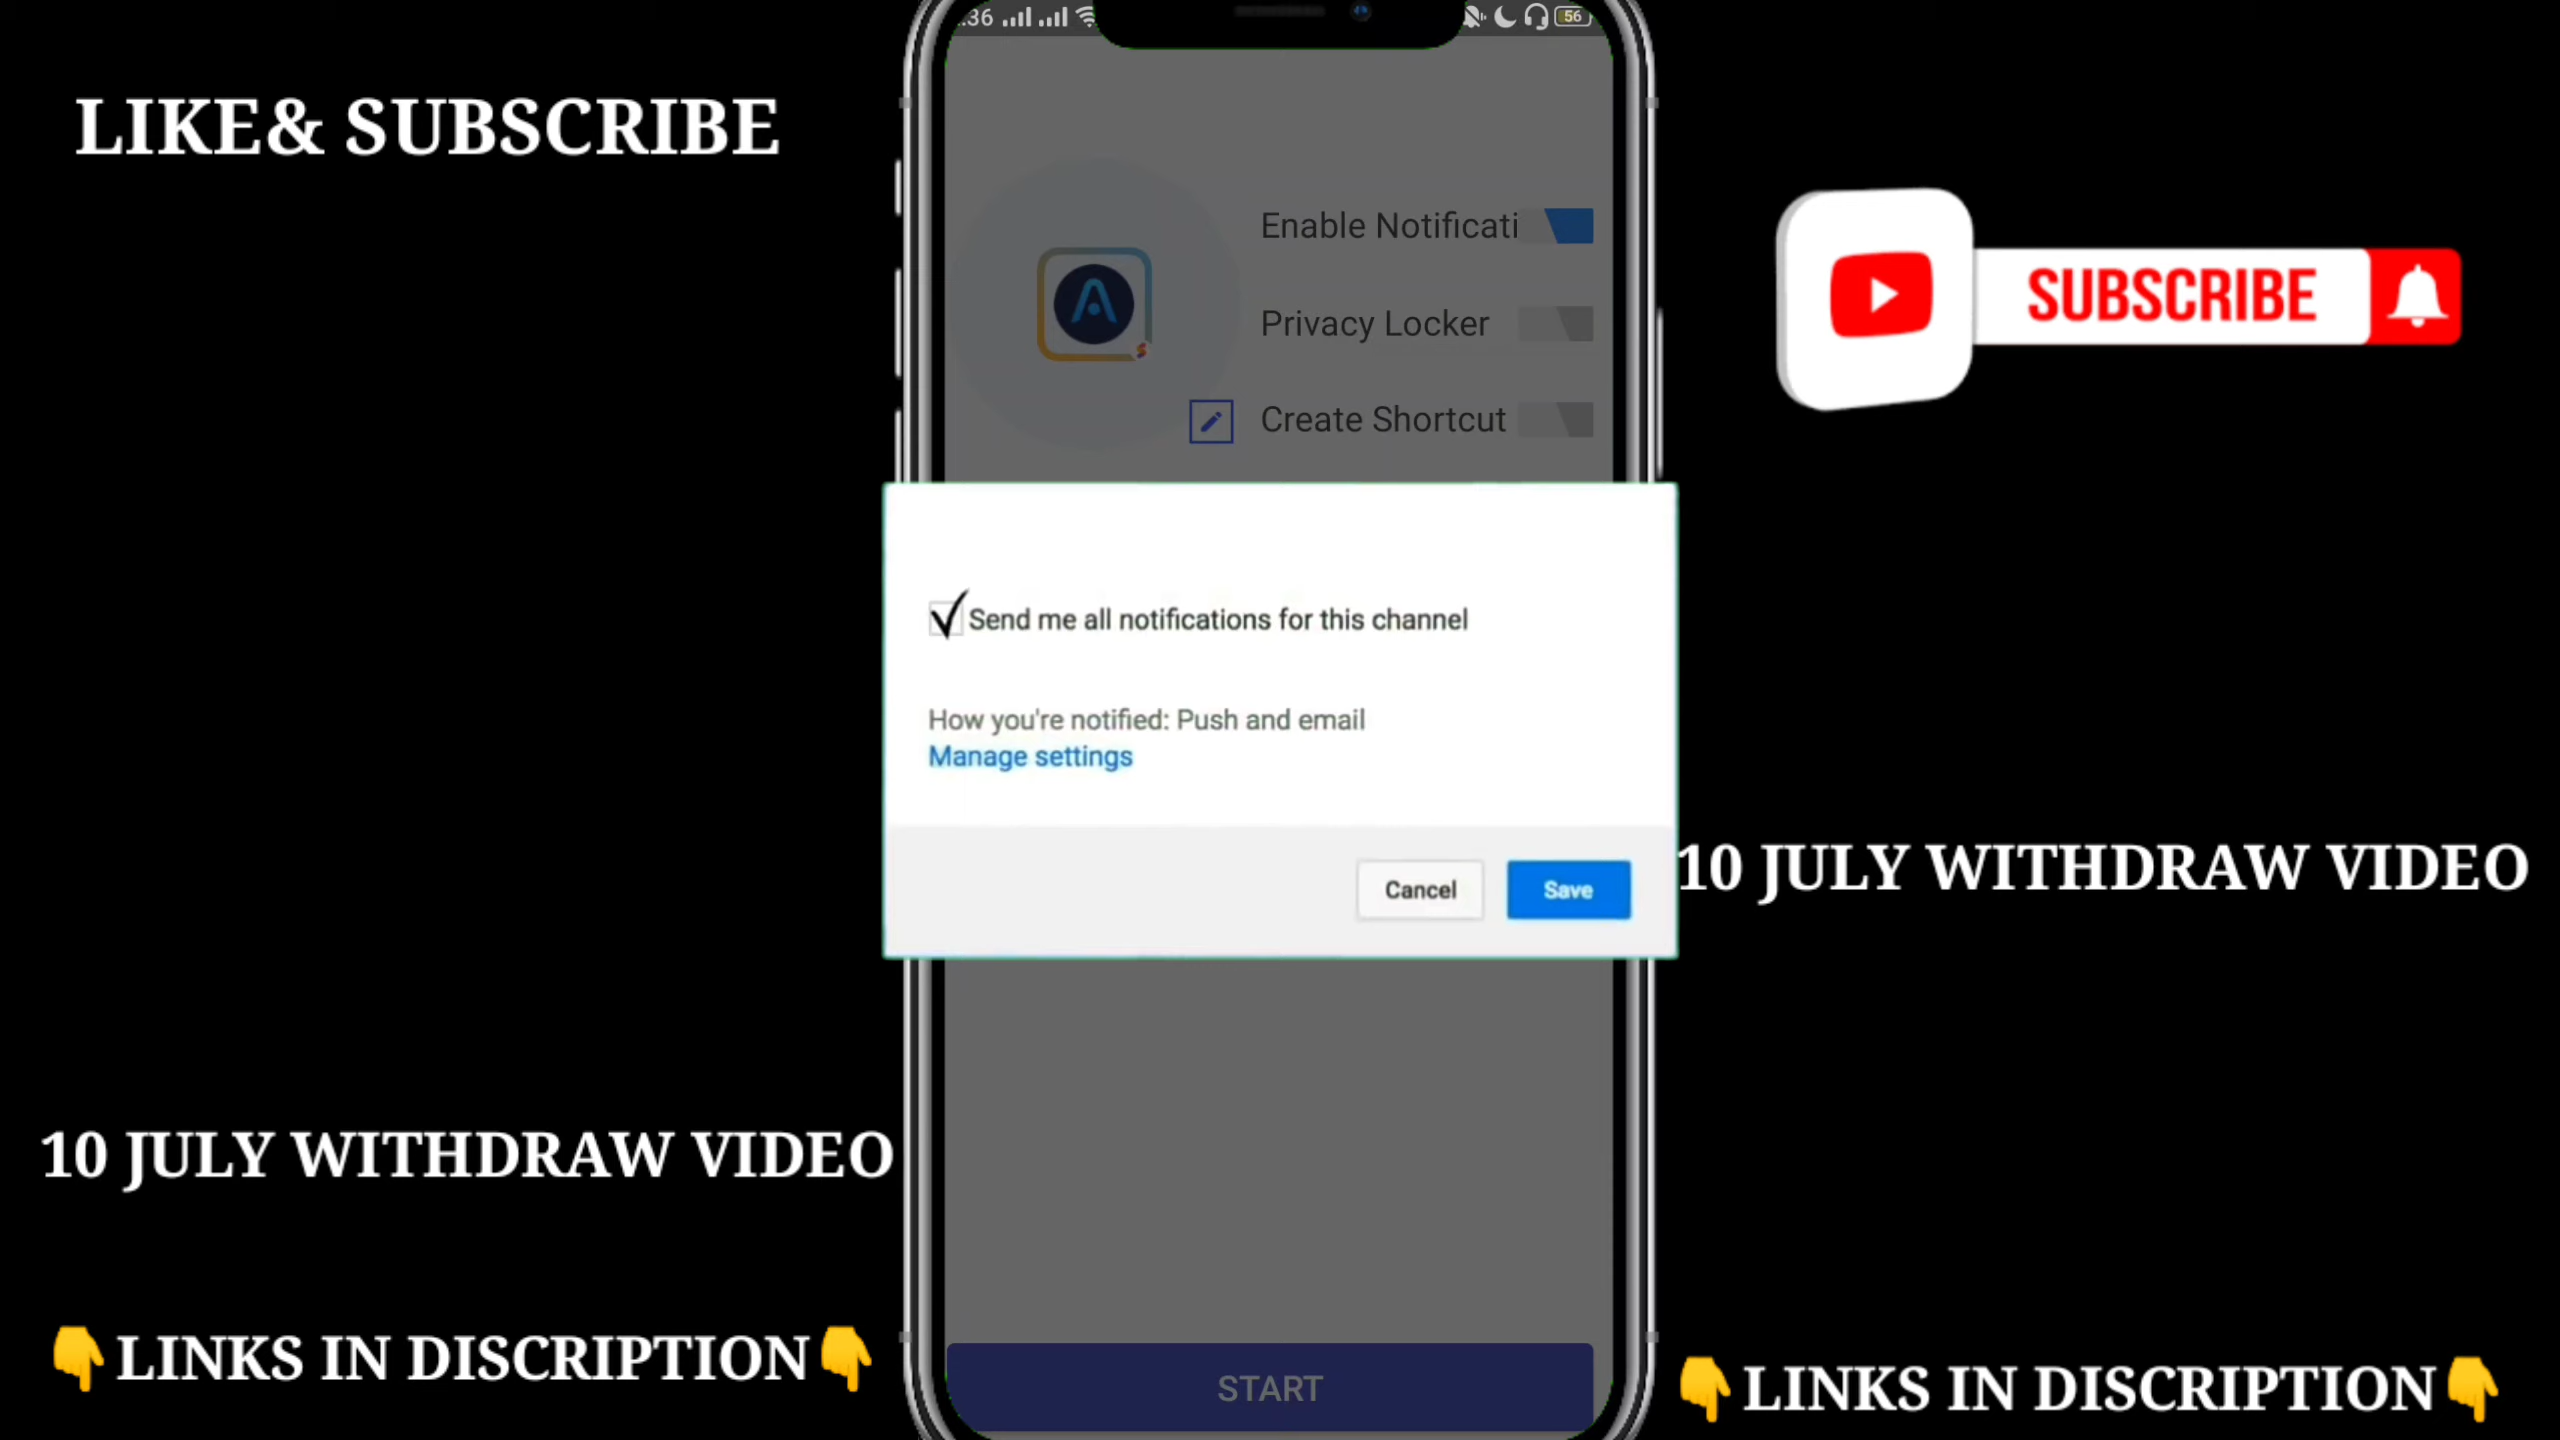 .36
56
LIKE& SUBSCRIBE
Enable Notificati
SUBSCRIBE
Privacy Locker
Create Shortcut
Send me all notifications for this channel
How you're notified: Push and email
Manage settings
Cancel
Save
10 JULY WITHDRAW VIDEO
10 JULY WITHDRAW VIDEO
👇LINKS IN DISCRIPTION👇
START
👇LINKS IN DISCRIPTION👇